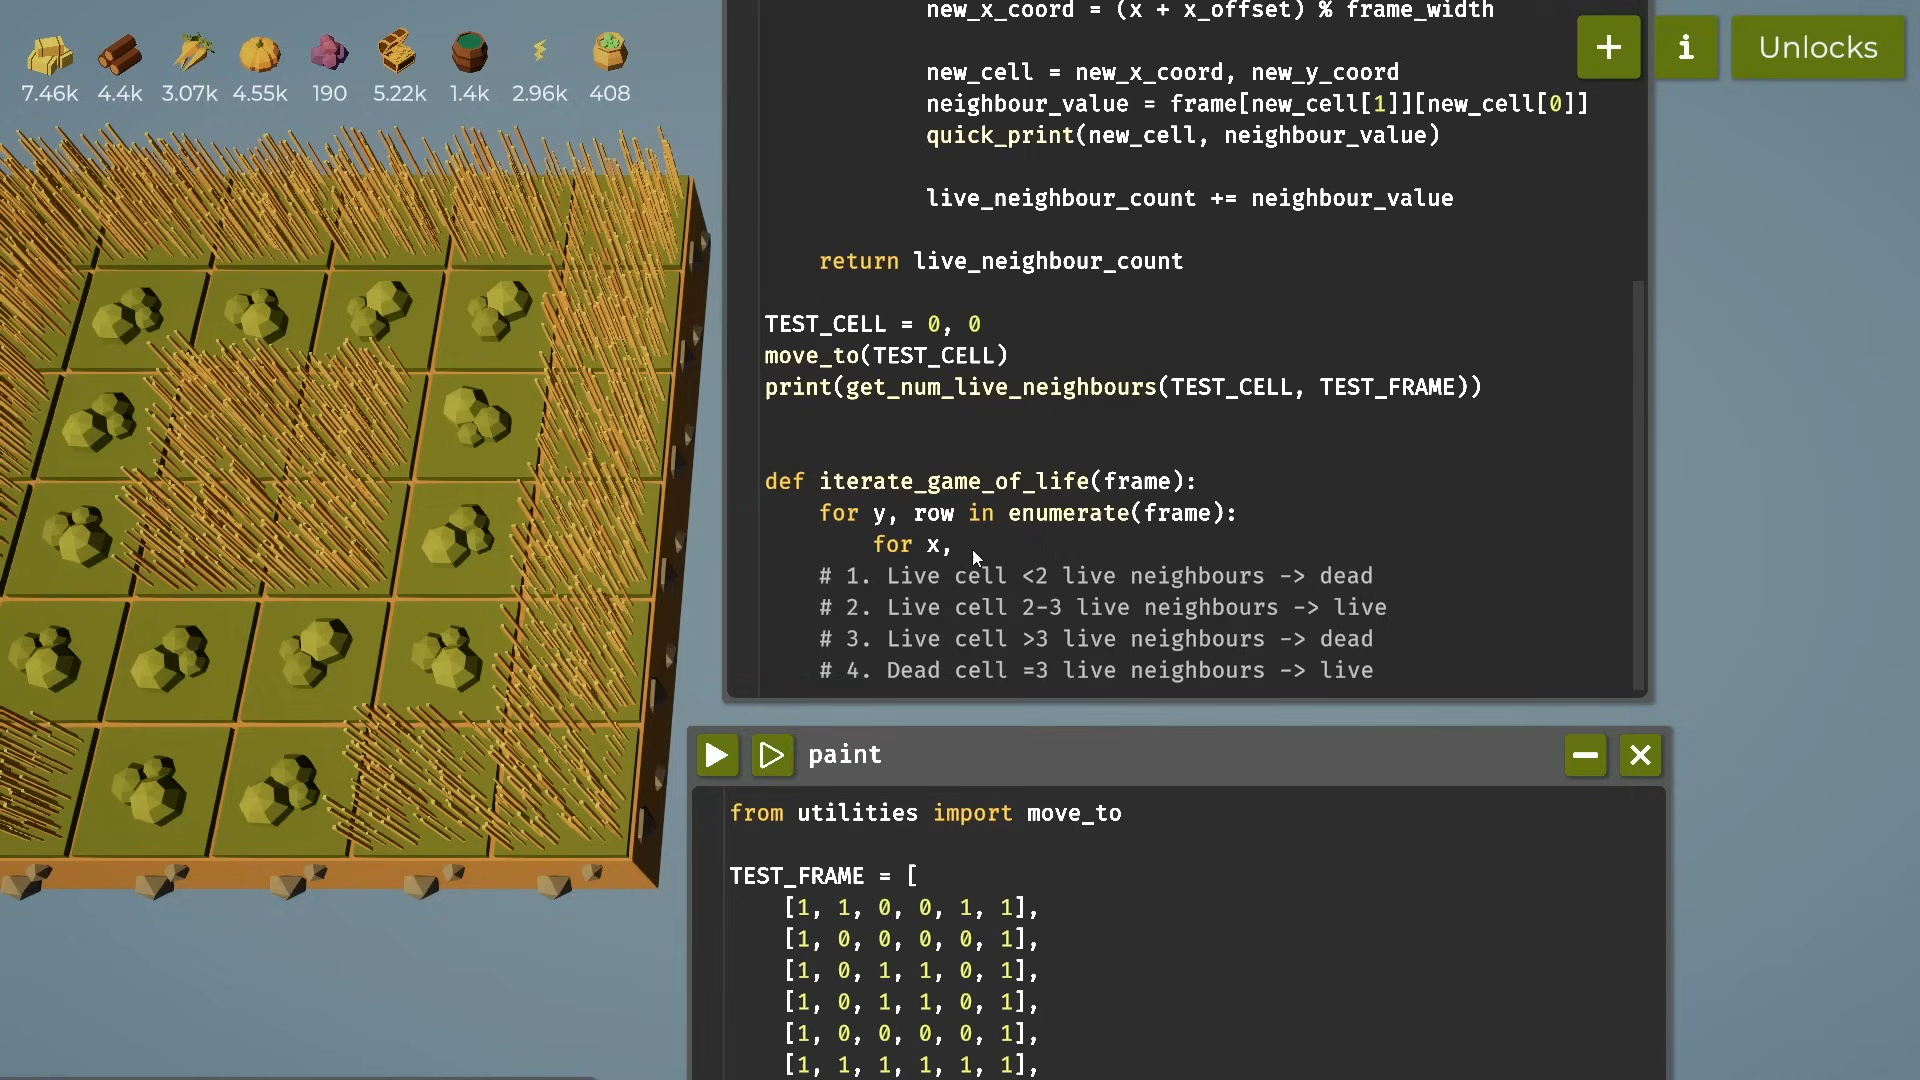 7.46k 4.4k 3.07k 4.55k 190 5.22k 1.4k 2.96k 408
+ i Unlocks
new_x_coord = (x + x_offset) % frame_width
new_cell = new_x_coord, new_y_coord
neighbour_value = frame[new_cell[1]][new_cell[0]]
quick_print(new_cell, neighbour_value)
live_neighbour_count += neighbour_value
return live_neighbour_count
TEST_CELL = 0, 0
move_to(TEST_CELL)
print(get_num_live_neighbours(TEST_CELL, TEST_FRAME))
def iterate_game_of_life(frame):
for y, row in enumerate(frame):
for x,
# 1. Live cell <2 live neighbours -> dead
# 2. Live cell 2-3 live neighbours -> live
# 3. Live cell >3 live neighbours -> dead
# 4. Dead cell =3 live neighbours -> live
paint
from utilities import move_to
TEST_FRAME = [
[1, 1, 0, 0, 1, 1],
[1, 0, 0, 0, 0, 1],
[1, 0, 1, 1, 0, 1],
[1, 0, 1, 1, 0, 1],
[1, 0, 0, 0, 0, 1],
[1, 1, 1, 1, 1, 1],